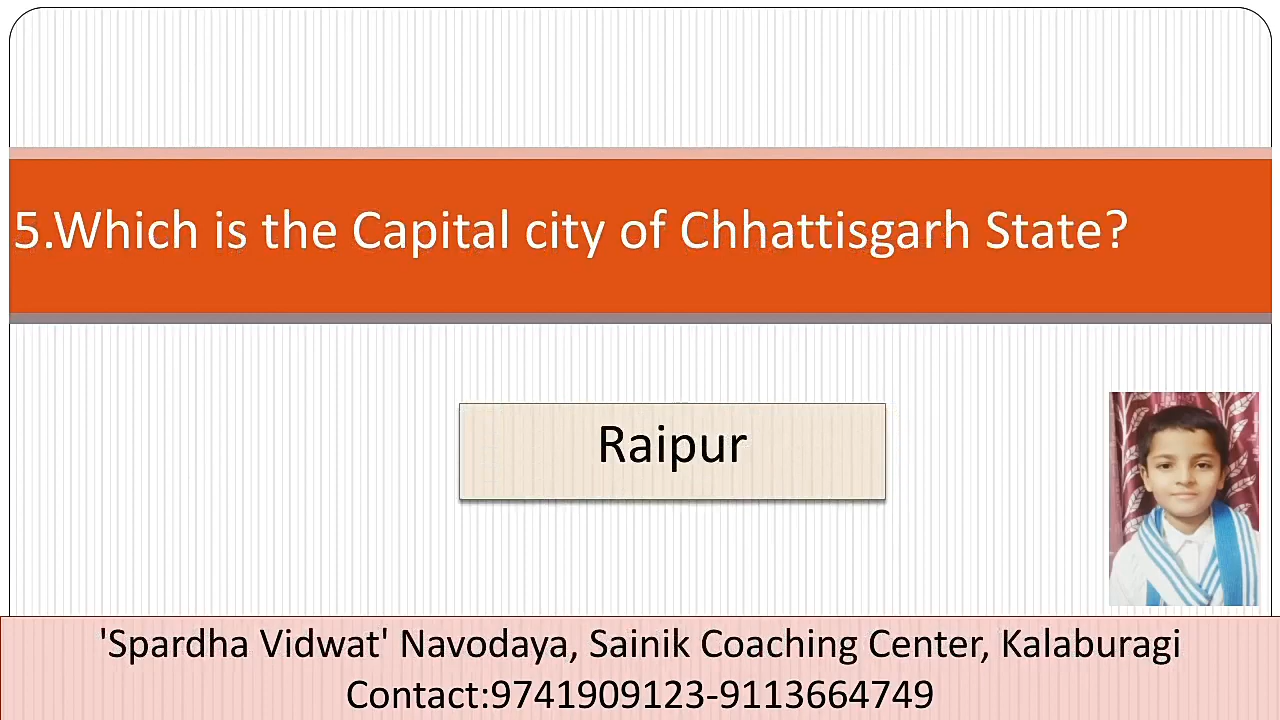 5.Which is the Capital city of Chhattisgarh State?
Raipur
'Spardha Vidwat' Navodaya, Sainik Coaching Center, Kalaburagi
Contact:9741909123-9113664749